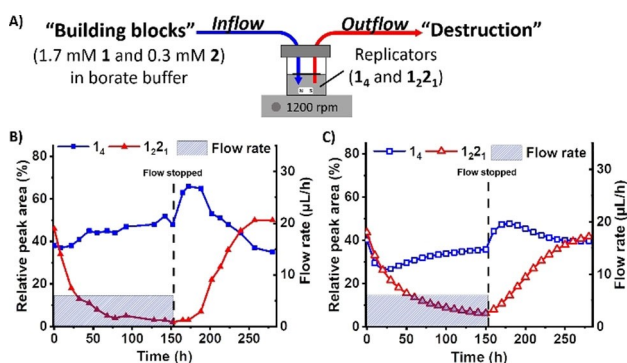 A)
"Building blocks" Inflow Outflow "Destruction"
(1.7 mM 1 and 0.3 mM 2)
in borate buffer
Replicators
(1₄ and 1₂2₁)
1200 rpm
B)
1₄ 1₂2₁ Flow rate
Flow stopped
Relative peak area (%)
80
60
40
20
0
Flow rate (µL/h)
30
20
10
0
0 50 100 150 200 250
Time (h)
C)
1₄ 1₂2₁ Flow rate
Flow stopped
Relative peak area (%)
80
60
40
20
0
Flow rate (µL/h)
30
20
10
0
0 50 100 150 200 250
Time (h)